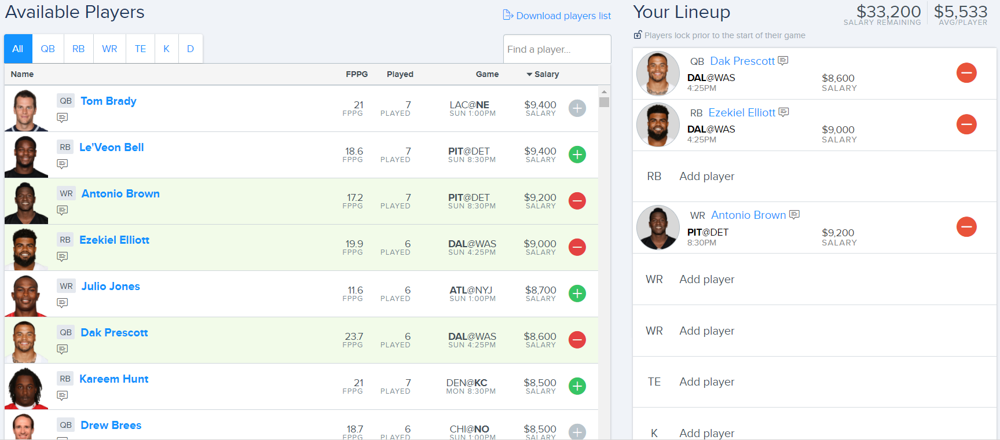 Available Players
Download players list
All QB RB WR TE K D
Find a player...
Name FPPG Played Game Salary
QB Tom Brady 21 7 LAC@NE $9,400
FPPG PLAYED SUN 1:00PM SALARY
RB Le'Veon Bell 18.6 7 PIT@DET $9,400
FPPG PLAYED SUN 8:30PM SALARY
WR Antonio Brown 17.2 7 PIT@DET $9,200
FPPG PLAYED SUN 8:30PM SALARY
RB Ezekiel Elliott 19.9 6 DAL@WAS $9,000
FPPG PLAYED SUN 4:25PM SALARY
WR Julio Jones 11.6 6 ATL@NYJ $8,700
FPPG PLAYED SUN 1:00PM SALARY
QB Dak Prescott 23.7 6 DAL@WAS $8,600
FPPG PLAYED SUN 4:25PM SALARY
RB Kareem Hunt 21 7 DEN@KC $8,500
FPPG PLAYED MON 8:30PM SALARY
QB Drew Brees 18.7 6 CHI@NO $8,500
FPPG PLAYED SUN 1:00PM SALARY
Your Lineup
$33,200 $5,533
SALARY REMAINING AVG/PLAYER
Players lock prior to the start of their game
QB Dak Prescott
DAL@WAS $8,600
4:25PM SALARY
RB Ezekiel Elliott
DAL@WAS $9,000
4:25PM SALARY
RB Add player
WR Antonio Brown
PIT@DET $9,200
8:30PM SALARY
WR Add player
WR Add player
TE Add player
K Add player